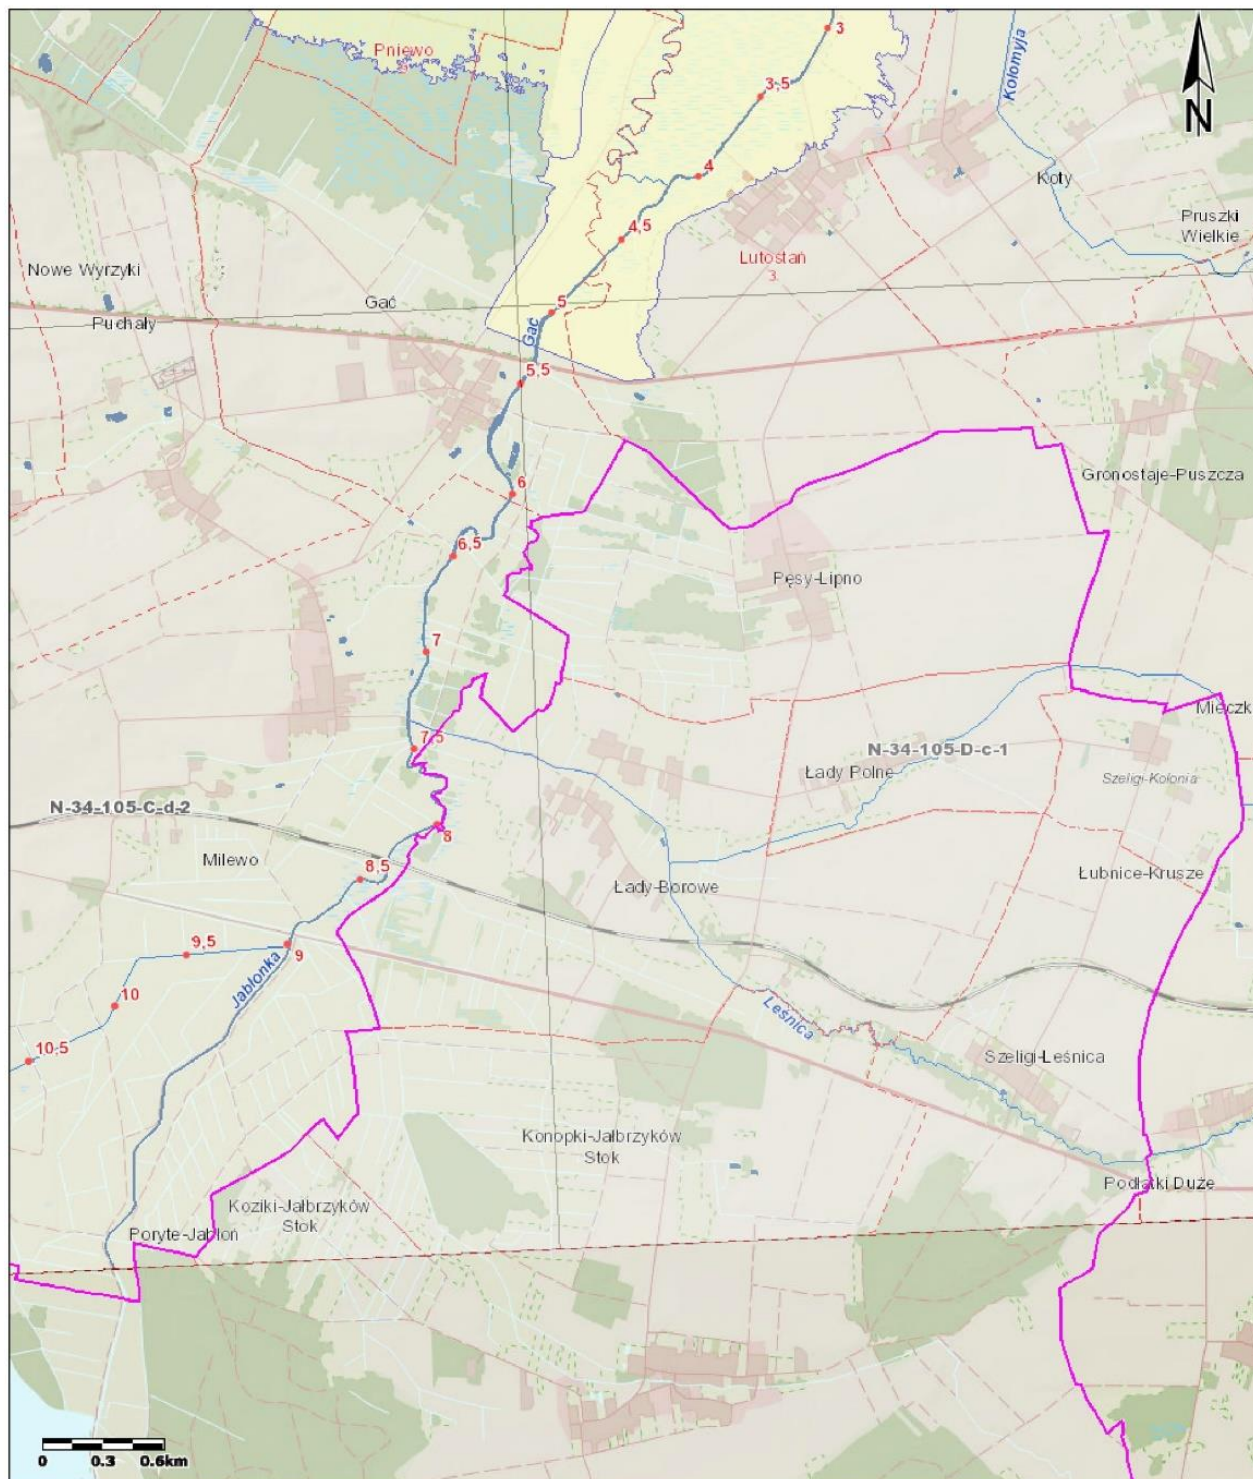 3
Pniewo
2
Kołomyja
3,5
N
4
Koty
Pruszki
Wielkie
4,5
Lutostań
3
Nowe Wyrzyki
Gać
5
Puchały
Gać
5,5
Gronostaje-Puszcza
6
6,5
Pęsy-Lipno
7
Mieczk
7,5
N-34-105-D-c-1
Łady Polne
Szeligi-Kolonia
N-34-105-C-d-2
8
Milewo
8,5
Łady-Borowe
Łubnice-Krusze
9,5
9
Jabłonka
10
Leśnica
10,5
Szeligi-Leśnica
Konopki-Jałbrzyków
Stok
Podłatki Duże
Koziki-Jałbrzyków
Stok
Poryte-Jabłoń
0 0.3 0.6km